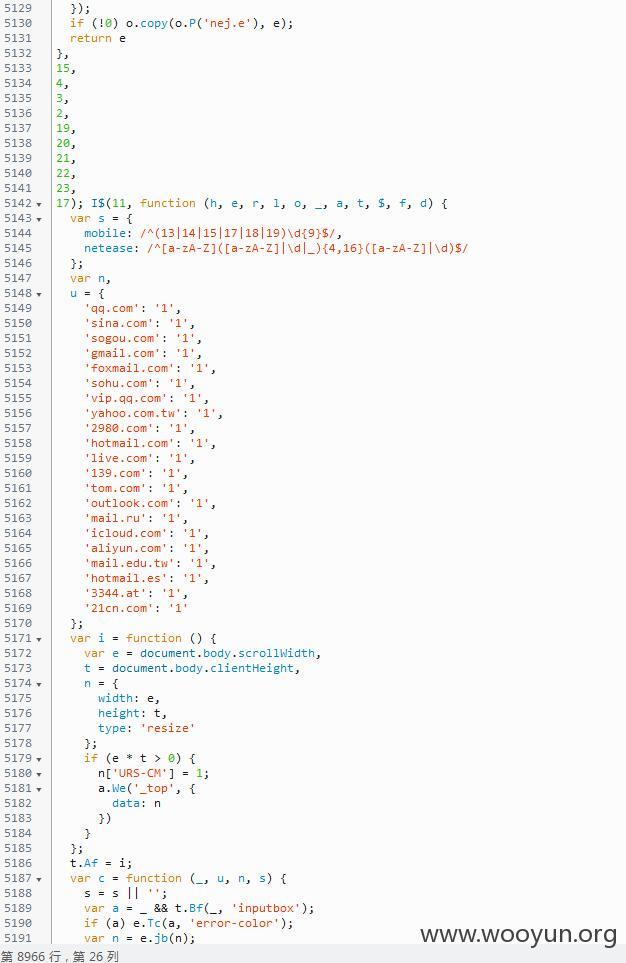 5129 });
5130 if (!0) o.copy(o.P('nej.e'), e);
5131 return e
5132 },
5133 15,
5134 4,
5135 3,
5136 2,
5137 19,
5138 20,
5139 21,
5140 22,
5141 23,
5142 17); I$(11, function (h, e, r, l, o, _, a, t, $, f, d) {
5143 var s = {
5144 mobile: /^(13|14|15|17|18|19)\d{9}$/,
5145 netease: /^[a-zA-Z]([a-zA-Z]|\d|_){4,16}([a-zA-Z]|\d)$/
5146 };
5147 var n,
5148 u = {
5149 'qq.com': '1',
5150 'sina.com': '1',
5151 'sogou.com': '1',
5152 'gmail.com': '1',
5153 'foxmail.com': '1',
5154 'sohu.com': '1',
5155 'vip.qq.com': '1',
5156 'yahoo.com.tw': '1',
5157 '2980.com': '1',
5158 'hotmail.com': '1',
5159 'live.com': '1',
5160 '139.com': '1',
5161 'tom.com': '1',
5162 'outlook.com': '1',
5163 'mail.ru': '1',
5164 'icloud.com': '1',
5165 'aliyun.com': '1',
5166 'mail.edu.tw': '1',
5167 'hotmail.es': '1',
5168 '3344.at': '1',
5169 '21cn.com': '1'
5170 };
5171 var i = function () {
5172 var e = document.body.scrollWidth,
5173 t = document.body.clientHeight,
5174 n = {
5175 width: e,
5176 height: t,
5177 type: 'resize'
5178 };
5179 if (e * t > 0) {
5180 n['URS-CM'] = 1;
5181 a.We('_top', {
5182 data: n
5183 })
5184 }
5185 };
5186 t.Af = i;
5187 var c = function (_, u, n, s) {
5188 s = s || '';
5189 var a = _ && t.Bf(_, 'inputbox');
5190 if (a) e.Tc(a, 'error-color');
5191 var n = e.jb(n);
www.wooyun.org
第 8966 行，第 26 列